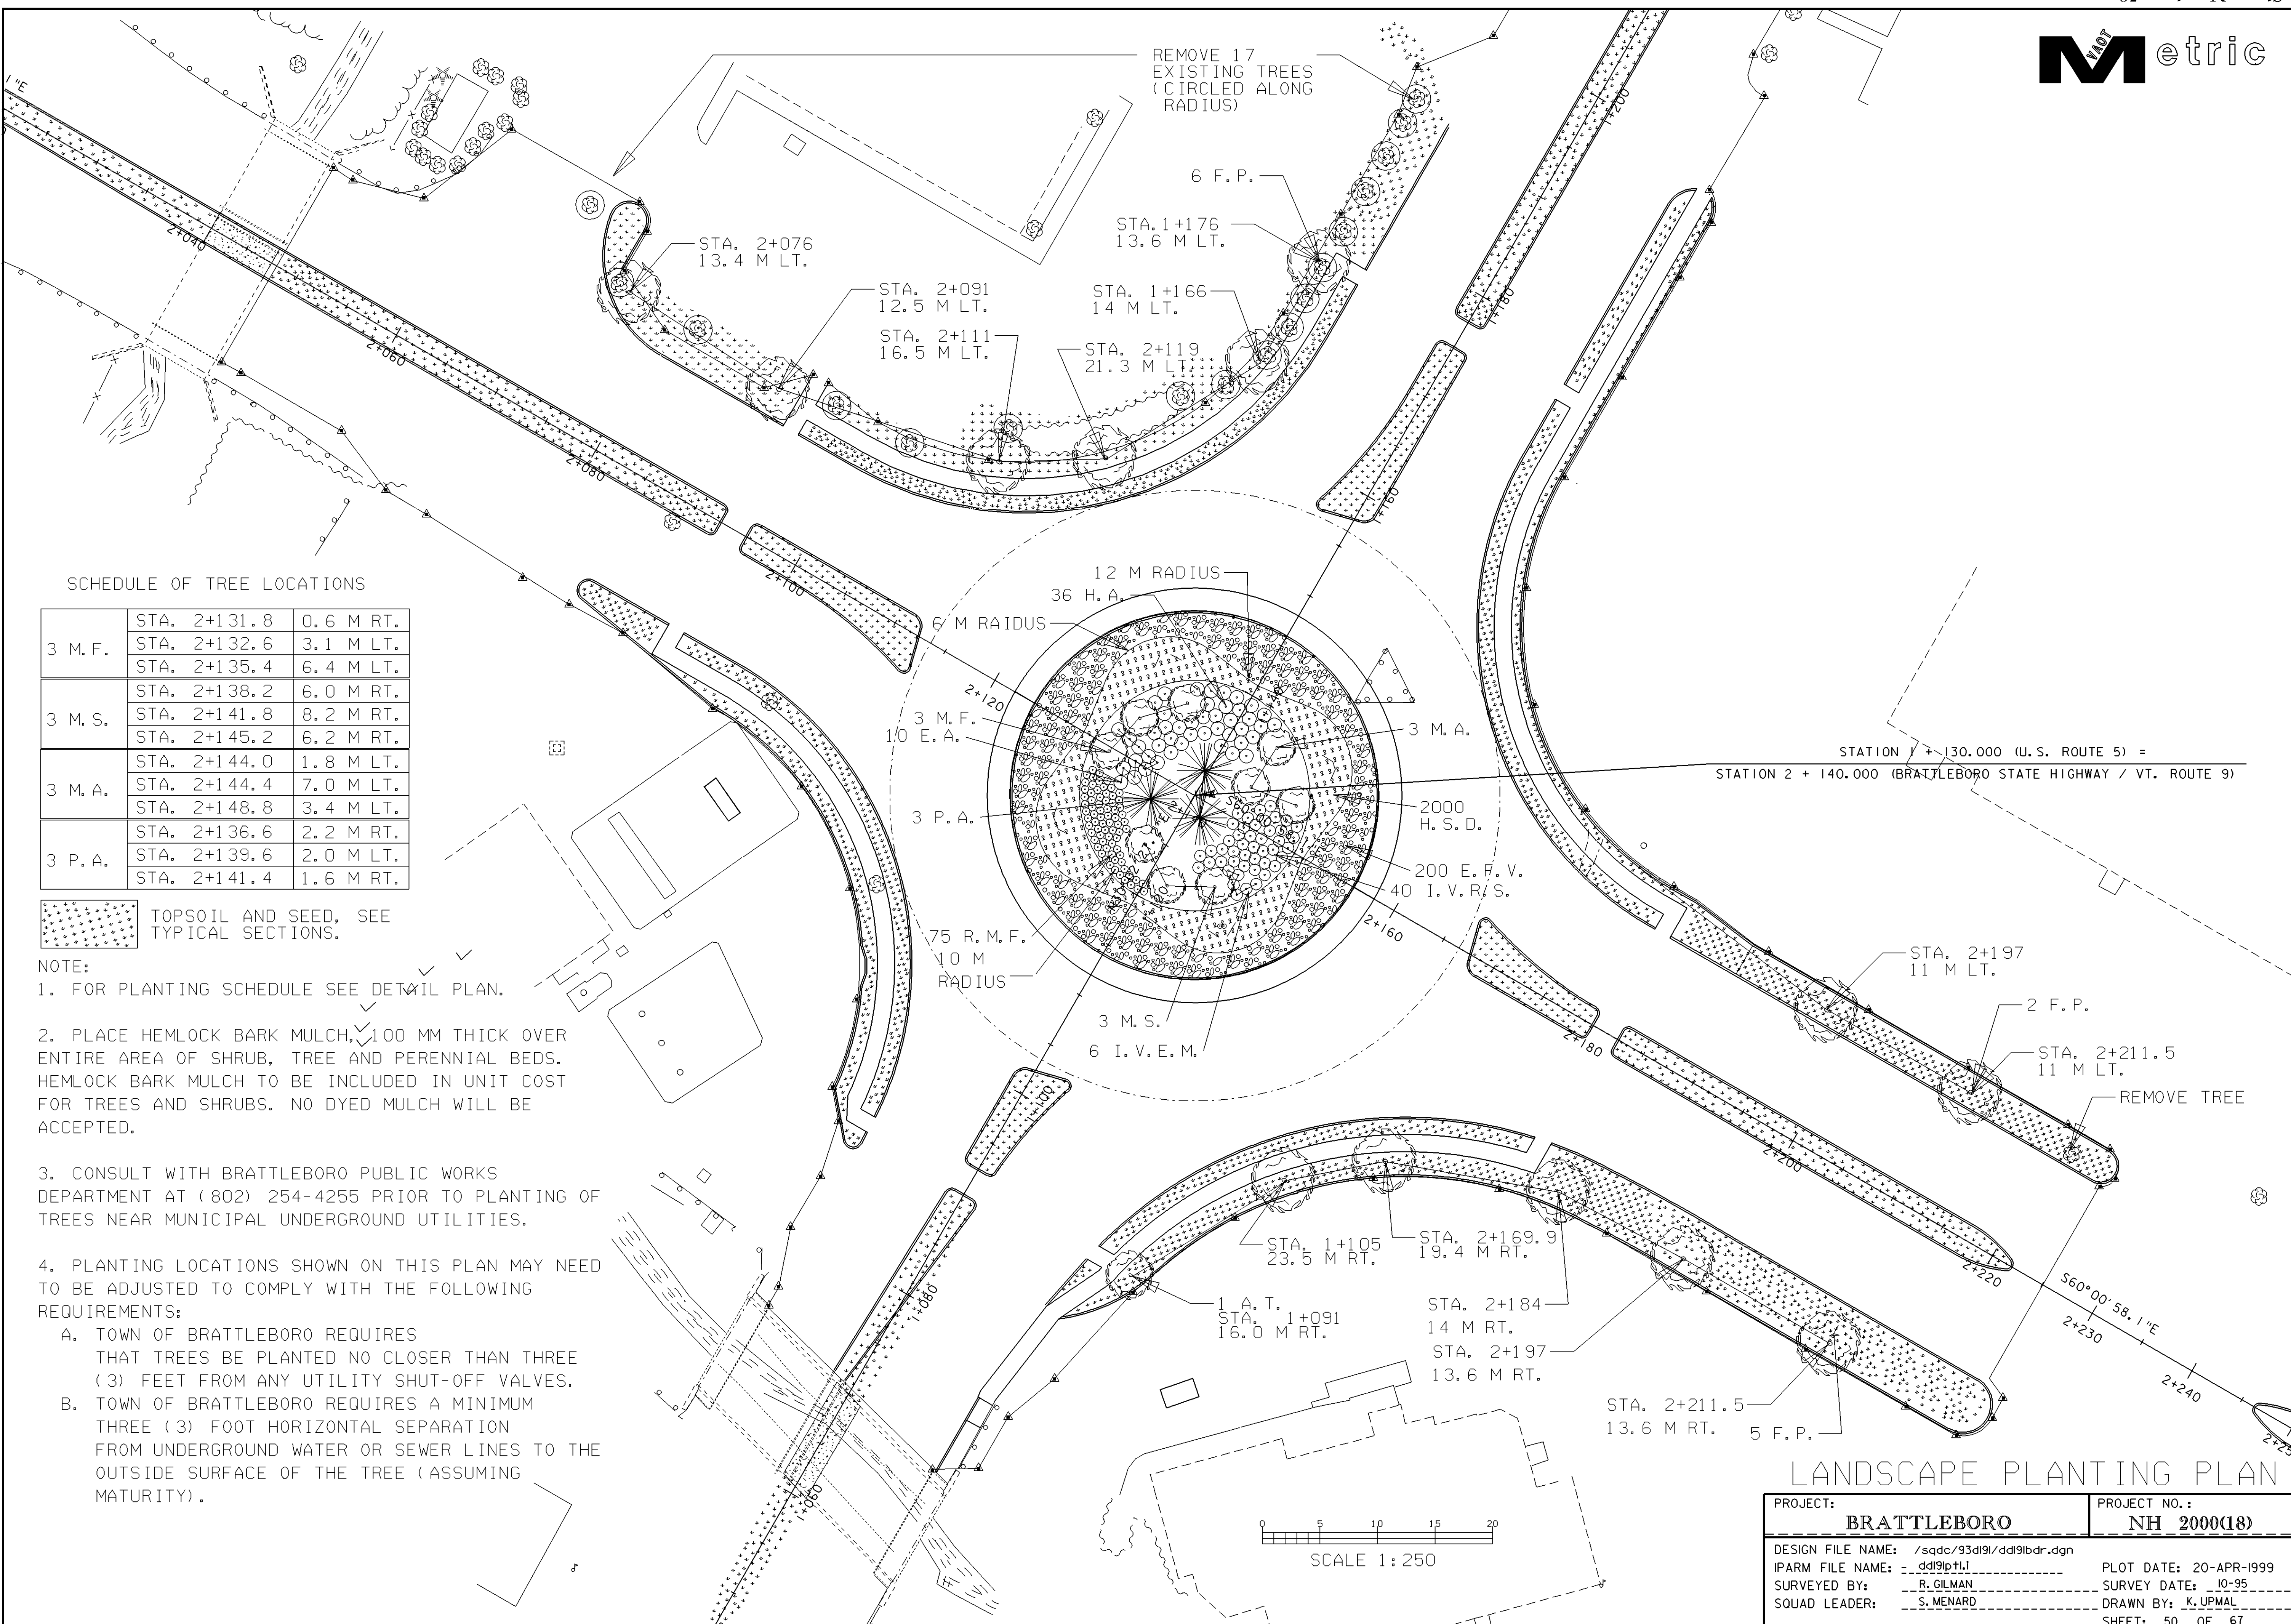 VAOT
Metric
REMOVE 17
EXISTING TREES
(CIRCLED ALONG
RADIUS)
6 F.P.
STA.1+176
13.6 M LT.
STA. 1+166
14 M LT.
STA. 2+076
13.4 M LT.
STA. 2+091
12.5 M LT.
STA. 2+111
16.5 M LT.
STA. 2+119
21.3 M LT.
1+200
1+180
1+160
2+040
2+060
2+080
2+100
2+120
12 M RADIUS
36 H.A.
6 M RAIDUS
3 M.F.
10 E.A.
3 P.A.
75 R.M.F.
10 M
RADIUS
3 M.S.
6 I.V.E.M.
3 M.A.
2000
H.S.D.
200 E.F.V.
40 I.V.R.S.
STATION 1 + 130.000 (U.S. ROUTE 5) =
STATION 2 + 140.000 (BRATTLEBORO STATE HIGHWAY / VT. ROUTE 9)
SCHEDULE OF TREE LOCATIONS
3 M.F.
STA. 2+131.8 0.6 M RT.
STA. 2+132.6 3.1 M LT.
STA. 2+135.4 6.4 M LT.
3 M.S.
STA. 2+138.2 6.0 M RT.
STA. 2+141.8 8.2 M RT.
STA. 2+145.2 6.2 M RT.
3 M.A.
STA. 2+144.0 1.8 M LT.
STA. 2+144.4 7.0 M LT.
STA. 2+148.8 3.4 M LT.
3 P.A.
STA. 2+136.6 2.2 M RT.
STA. 2+139.6 2.0 M LT.
STA. 2+141.4 1.6 M RT.
TOPSOIL AND SEED, SEE
TYPICAL SECTIONS.
NOTE:
1. FOR PLANTING SCHEDULE SEE DETAIL PLAN.
2. PLACE HEMLOCK BARK MULCH, 100 MM THICK OVER
ENTIRE AREA OF SHRUB, TREE AND PERENNIAL BEDS.
HEMLOCK BARK MULCH TO BE INCLUDED IN UNIT COST
FOR TREES AND SHRUBS. NO DYED MULCH WILL BE
ACCEPTED.
3. CONSULT WITH BRATTLEBORO PUBLIC WORKS
DEPARTMENT AT (802) 254-4255 PRIOR TO PLANTING OF
TREES NEAR MUNICIPAL UNDERGROUND UTILITIES.
4. PLANTING LOCATIONS SHOWN ON THIS PLAN MAY NEED
TO BE ADJUSTED TO COMPLY WITH THE FOLLOWING
REQUIREMENTS:
A. TOWN OF BRATTLEBORO REQUIRES
THAT TREES BE PLANTED NO CLOSER THAN THREE
(3) FEET FROM ANY UTILITY SHUT-OFF VALVES.
B. TOWN OF BRATTLEBORO REQUIRES A MINIMUM
THREE (3) FOOT HORIZONTAL SEPARATION
FROM UNDERGROUND WATER OR SEWER LINES TO THE
OUTSIDE SURFACE OF THE TREE (ASSUMING
MATURITY).
2+160
2+180
2+200
2+220
2+230
2+240
S60°00'58.1"E
1+100
1+080
1+060
STA. 2+197
11 M LT.
2 F.P.
STA. 2+211.5
11 M LT.
REMOVE TREE
STA. 1+105
23.5 M RT.
STA. 2+169.9
19.4 M RT.
1 A.T.
STA. 1+091
16.0 M RT.
STA. 2+184
14 M RT.
STA. 2+197
13.6 M RT.
STA. 2+211.5
13.6 M RT.
5 F.P.
0 5 10 15 20
SCALE 1:250
LANDSCAPE PLANTING PLAN
PROJECT: BRATTLEBORO
PROJECT NO.: NH 2000(18)
DESIGN FILE NAME: /sqdc/93d191/dd191bdr.dgn
IPARM FILE NAME: dd191pt1.i
PLOT DATE: 20-APR-1999
SURVEYED BY: R. GILMAN
SURVEY DATE: 10-95
SQUAD LEADER: S. MENARD
DRAWN BY: K. UPMAL
SHEET: 50 OF 67